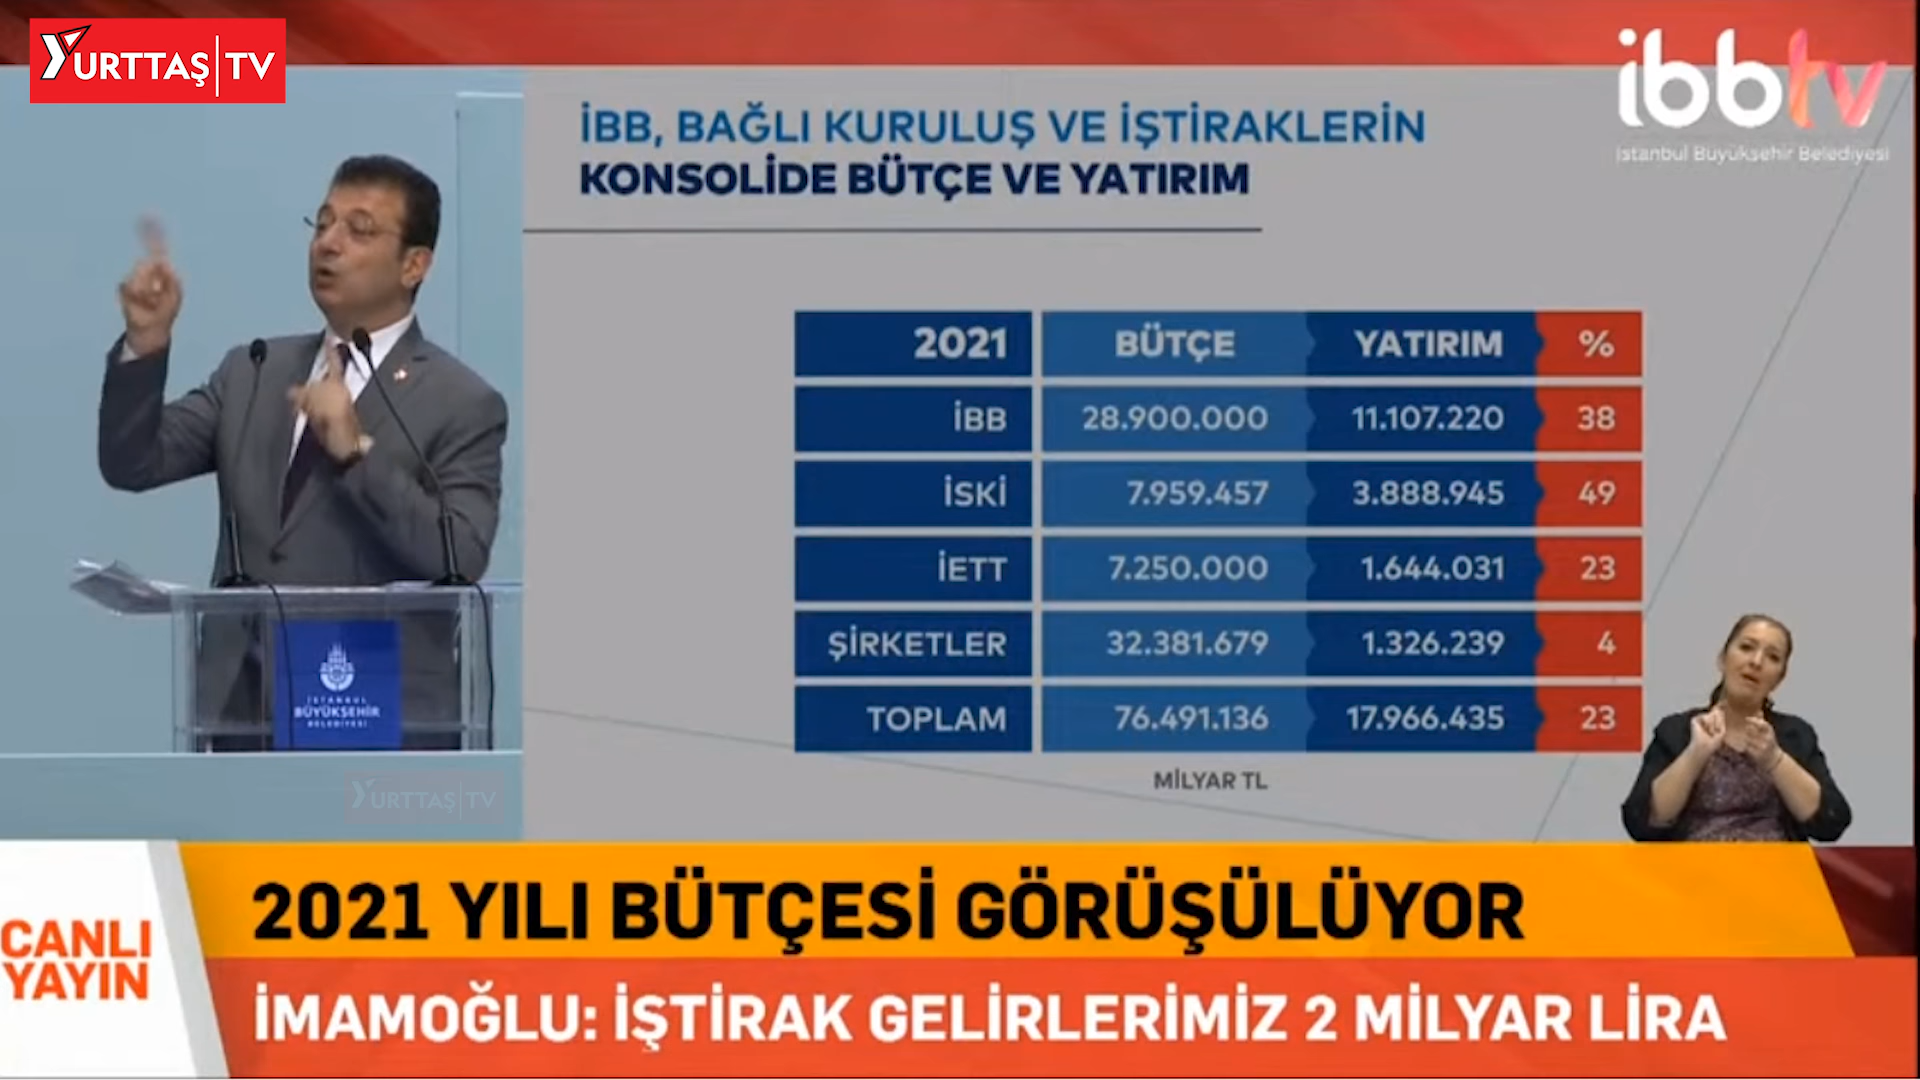 YURTTAŞ|TV
ibbtv
İstanbul Büyükşehir Belediyesi
İBB, BAĞLI KURULUŞ VE İŞTİRAKLERİN
KONSOLİDE BÜTÇE VE YATIRIM
2021 BÜTÇE YATIRIM %
İBB 28.900.000 11.107.220 38
İSKİ 7.959.457 3.888.945 49
İETT 7.250.000 1.644.031 23
ŞİRKETLER 32.381.679 1.326.239 4
TOPLAM 76.491.136 17.966.435 23
MİLYAR TL
İSTANBUL
BÜYÜKŞEHİR
BELEDİYESİ
YURTTAŞ|TV
CANLI
YAYIN
2021 YILI BÜTÇESİ GÖRÜŞÜLÜYOR
İMAMOĞLU: İŞTİRAK GELİRLERİMİZ 2 MİLYAR LİRA